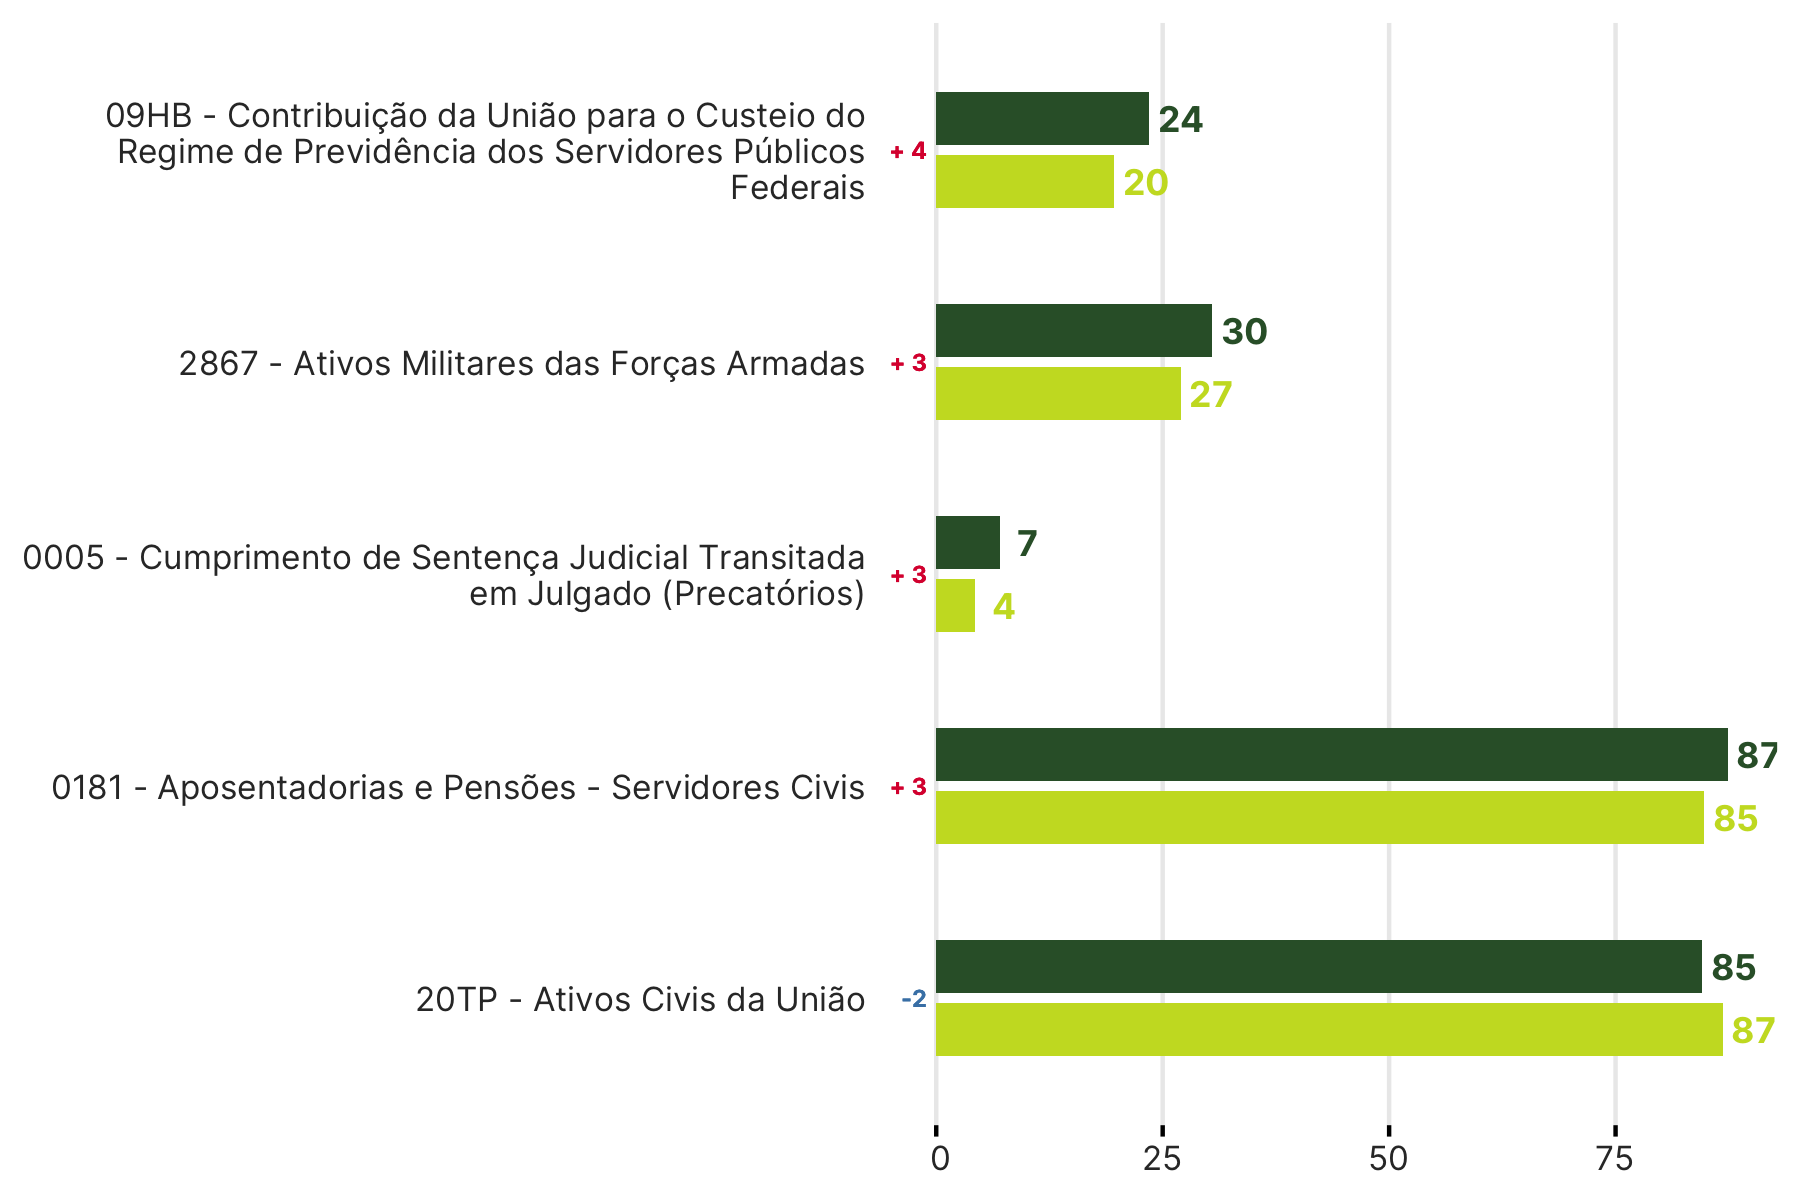 09HB - Contribuição da União para o Custeio do
Regime de Previdência dos Servidores Públicos
Federais
+ 4
24
20
2867 - Ativos Militares das Forças Armadas
+ 3
30
27
0005 - Cumprimento de Sentença Judicial Transitada
em Julgado (Precatórios)
+ 3
7
4
0181 - Aposentadorias e Pensões - Servidores Civis
+ 3
87
85
20TP - Ativos Civis da União
-2
85
87
0 25 50 75